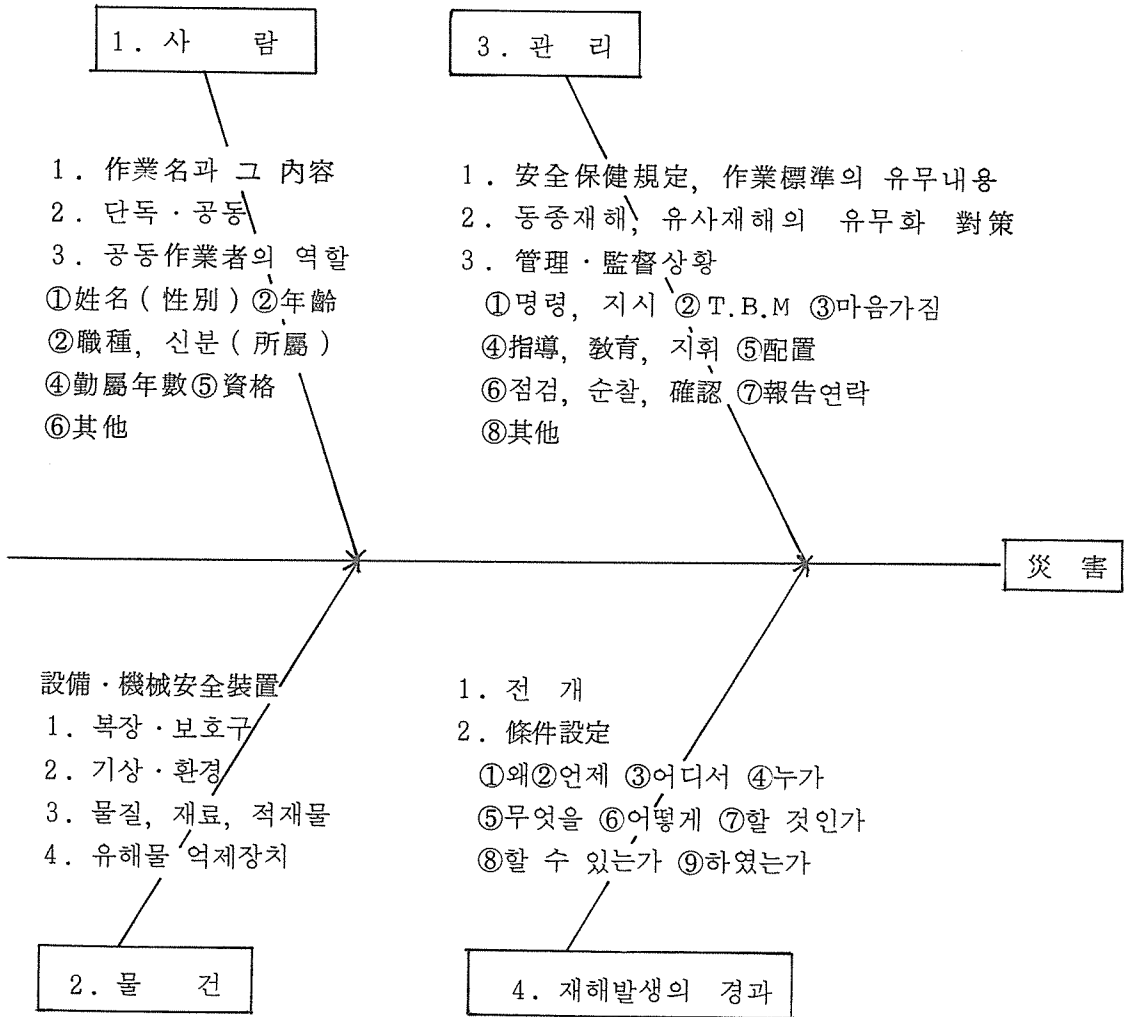 1. 사 람
1. 作業名과 그 內容
2. 단독·공동
3. 공동作業者의 역할
①姓名(性別)②年齡
②職種, 신분(所屬)
④勤屬年數⑤資格
⑥其他
3. 관 리
1. 安全保健規定, 作業標準의 유무내용
2. 동종재해, 유사재해의 유무화 對策
3. 管理·監督상황
①명령, 지시 ②T.B.M ③마음가짐
④指導, 敎育, 지휘 ⑤配置
⑥점검, 순찰, 確認 ⑦報告연락
⑧其他
災 害
設備·機械安全裝置
1. 복장·보호구
2. 기상·환경
3. 물질, 재료, 적재물
4. 유해물 억제장치
2. 물 건
1. 전 개
2. 條件設定
①왜②언제 ③어디서 ④누가
⑤무엇을 ⑥어떻게 ⑦할 것인가
⑧할 수 있는가 ⑨하였는가
4. 재해발생의 경과